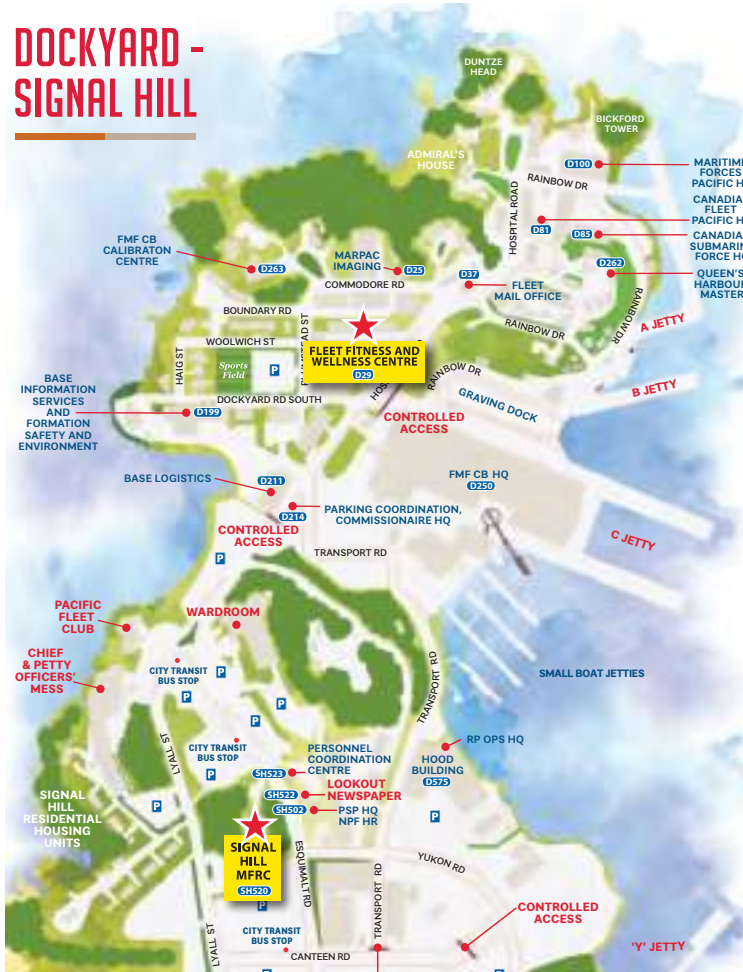 DOCKYARD -
SIGNAL HILL
DUNTZE
HEAD
BICKFORD
TOWER
ADMIRAL'S
HOUSE
D100
MARITIM
FORCES
PACIFIC H
RAINBOW DR
HOSPITAL ROAD
CANADIA
FLEET
PACIFIC H
D81
D85
CANADIA
SUBMARIN
FORCE HQ
FMF CB
CALIBRATON
CENTRE
D263
MARPAC
IMAGING
D25
COMMODORE RD
D37
FLEET
MAIL OFFICE
D262
QUEEN'S
HARBOU
MASTER
RAINBOW DR
BOUNDARY RD
RAINBOW DR
A JETTY
WOOLWICH ST
HAIG ST
Sports
Field
P
FLEET FITNESS AND
WELLNESS CENTRE
D29
RAINBOW DR
B JETTY
BASE
INFORMATION
SERVICES
AND
FORMATION
SAFETY AND
ENVIRONMENT
DOCKYARD RD SOUTH
D199
GRAVING DOCK
CONTROLLED
ACCESS
BASE LOGISTICS
D211
FMF CB HQ
D250
D214
PARKING COORDINATION,
COMMISSIONAIRE HQ
CONTROLLED
ACCESS
C JETTY
P
TRANSPORT RD
PACIFIC
FLEET
CLUB
WARDROOM
CHIEF
& PETTY
OFFICERS'
MESS
CITY TRANSIT
BUS STOP
P
P
P
P
TRANSPORT RD
SMALL BOAT JETTIES
LYALL ST
CITY TRANSIT
BUS STOP
P
PERSONNEL
COORDINATION
CENTRE
SH523
RP OPS HQ
HOOD
BUILDING
D575
SIGNAL
HILL
RESIDENTIAL
HOUSING
UNITS
P
SH522
LOOKOUT
NEWSPAPER
SH502
PSP HQ
NPF HR
P
SIGNAL
HILL
MFRC
SH520
P
ESQUIMALT RD
YUKON RD
TRANSPORT RD
CONTROLLED
ACCESS
LYALL ST
CITY TRANSIT
BUS STOP
CANTEEN RD
'Y' JETTY